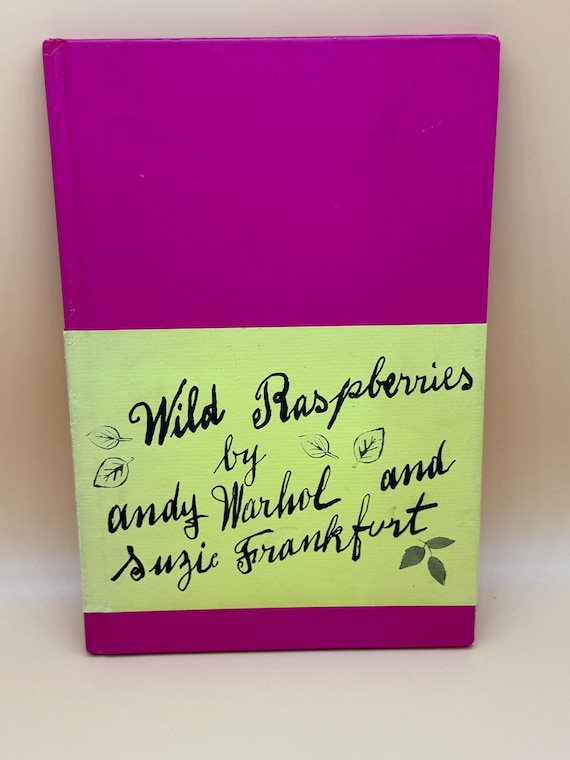 Wild Raspberries
by
andy Warhol and
Suzie Frankfurt